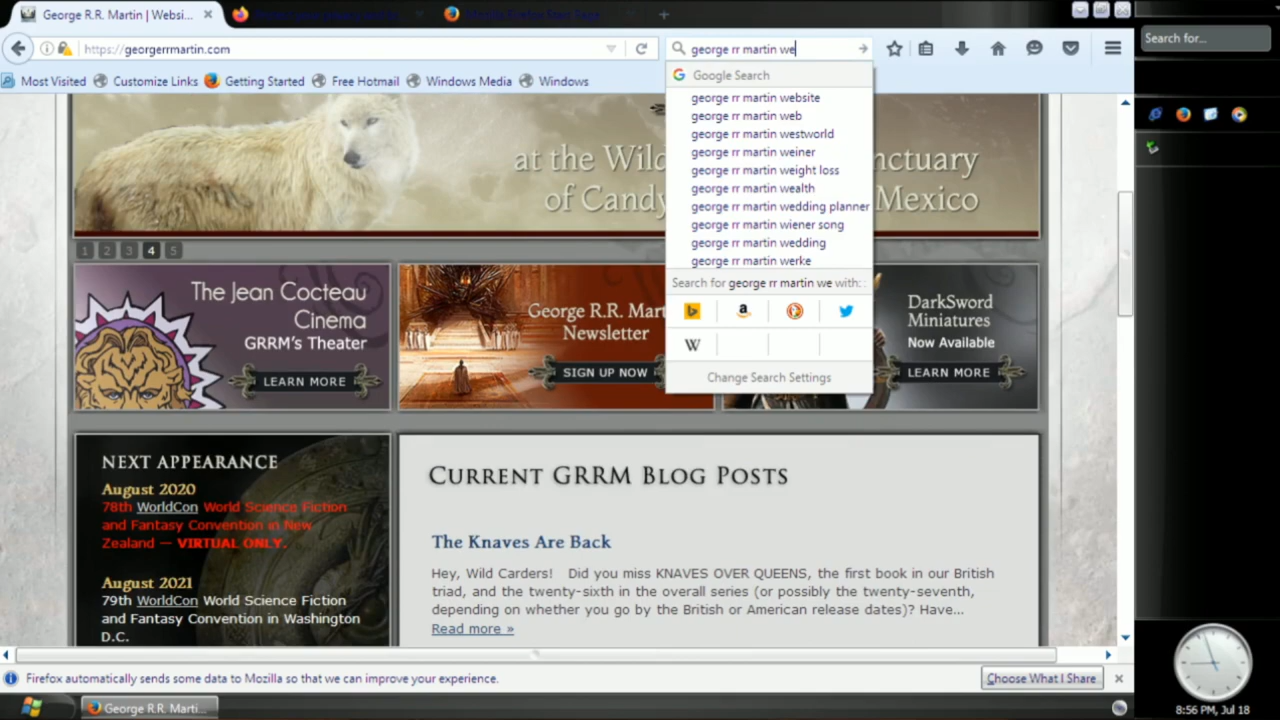 George R.R. Martin | Websi...
Mozilla Firefox Start Page
Search for...
https://georgerrmartin.com
george rr martin we
Most Visited
Customize Links
Getting Started
Free Hotmail
Windows Media
Windows
Google Search
george rr martin website
george rr martin web
george rr martin westworld
george rr martin weiner
george rr martin weight loss
george rr martin wealth
george rr martin wedding planner
george rr martin wiener song
george rr martin wedding
george rr martin werke
Search for george rr martin we with:
W
Change Search Settings
at the Wild
nctuary
of Candy
Mexico
1 2 3 4 5
The Jean Cocteau
Cinema
GRRM's Theater
LEARN MORE
George R.R. Mart
Newsletter
SIGN UP NOW
DarkSword
Miniatures
Now Available
LEARN MORE
NEXT APPEARANCE
August 2020
78th WorldCon World Science Fiction
and Fantasy Convention in New
Zealand — VIRTUAL ONLY.
August 2021
79th WorldCon World Science Fiction
and Fantasy Convention in Washington
D.C.
Current GRRM Blog Posts
The Knaves Are Back
Hey, Wild Carders! Did you miss KNAVES OVER QUEENS, the first book in our British
triad, and the twenty-sixth in the overall series (or possibly the twenty-seventh,
depending on whether you go by the British or American release dates)? Have...
Read more »
Firefox automatically sends some data to Mozilla so that we can improve your experience.
Choose What I Share
George R.R. Marti...
8:56 PM, Jul 18